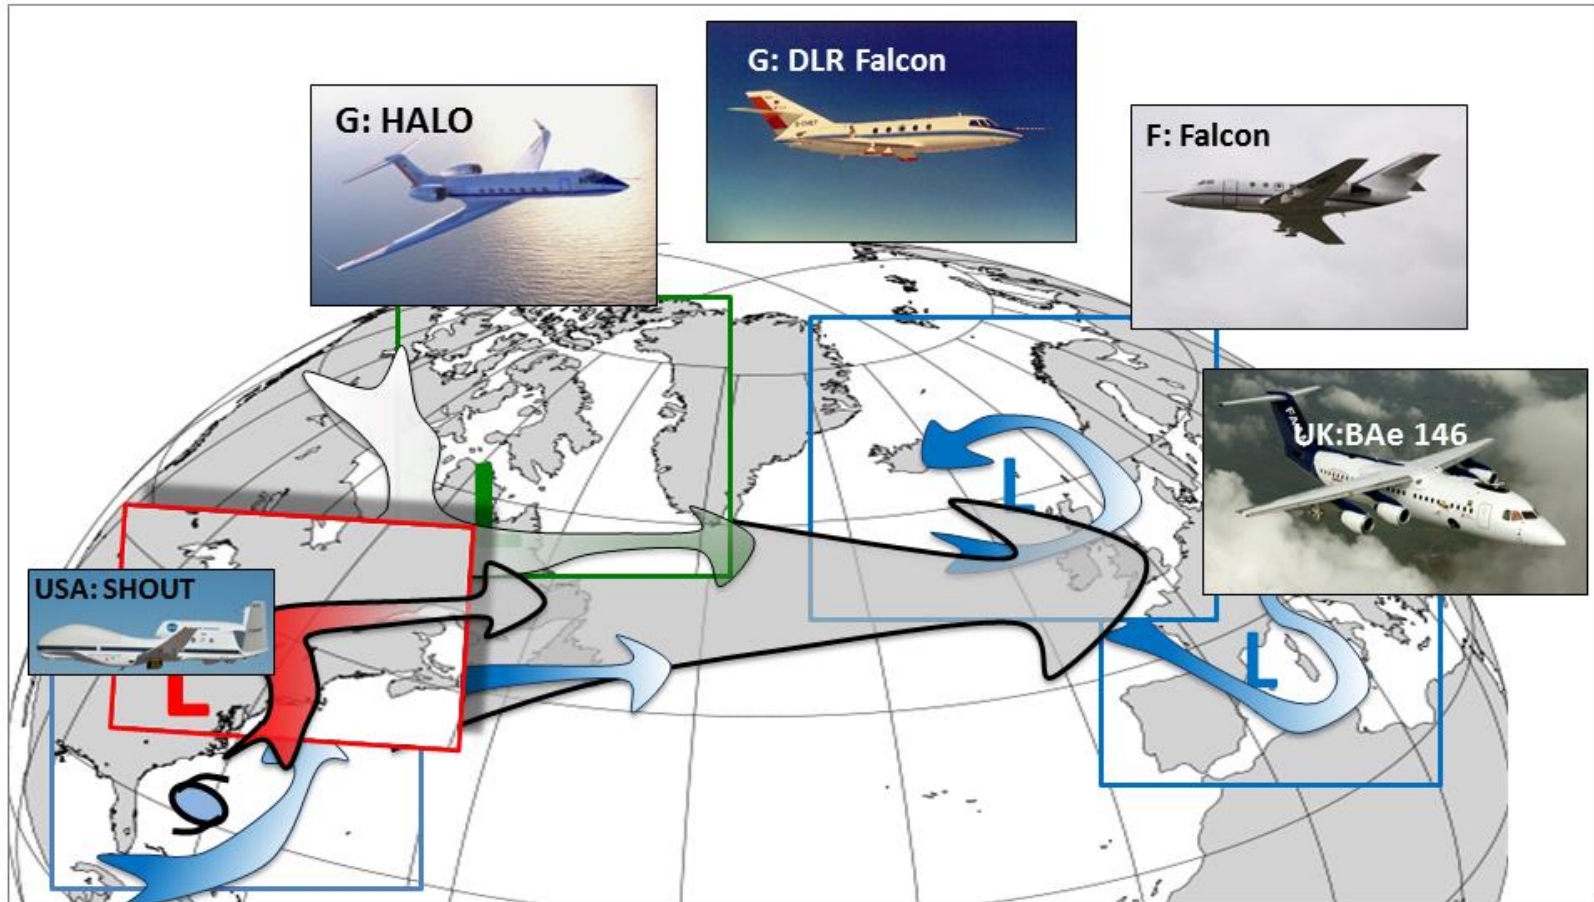 G: DLR Falcon
G: HALO
F: Falcon
UK:BAe 146
L
L
USA: SHOUT
L
L